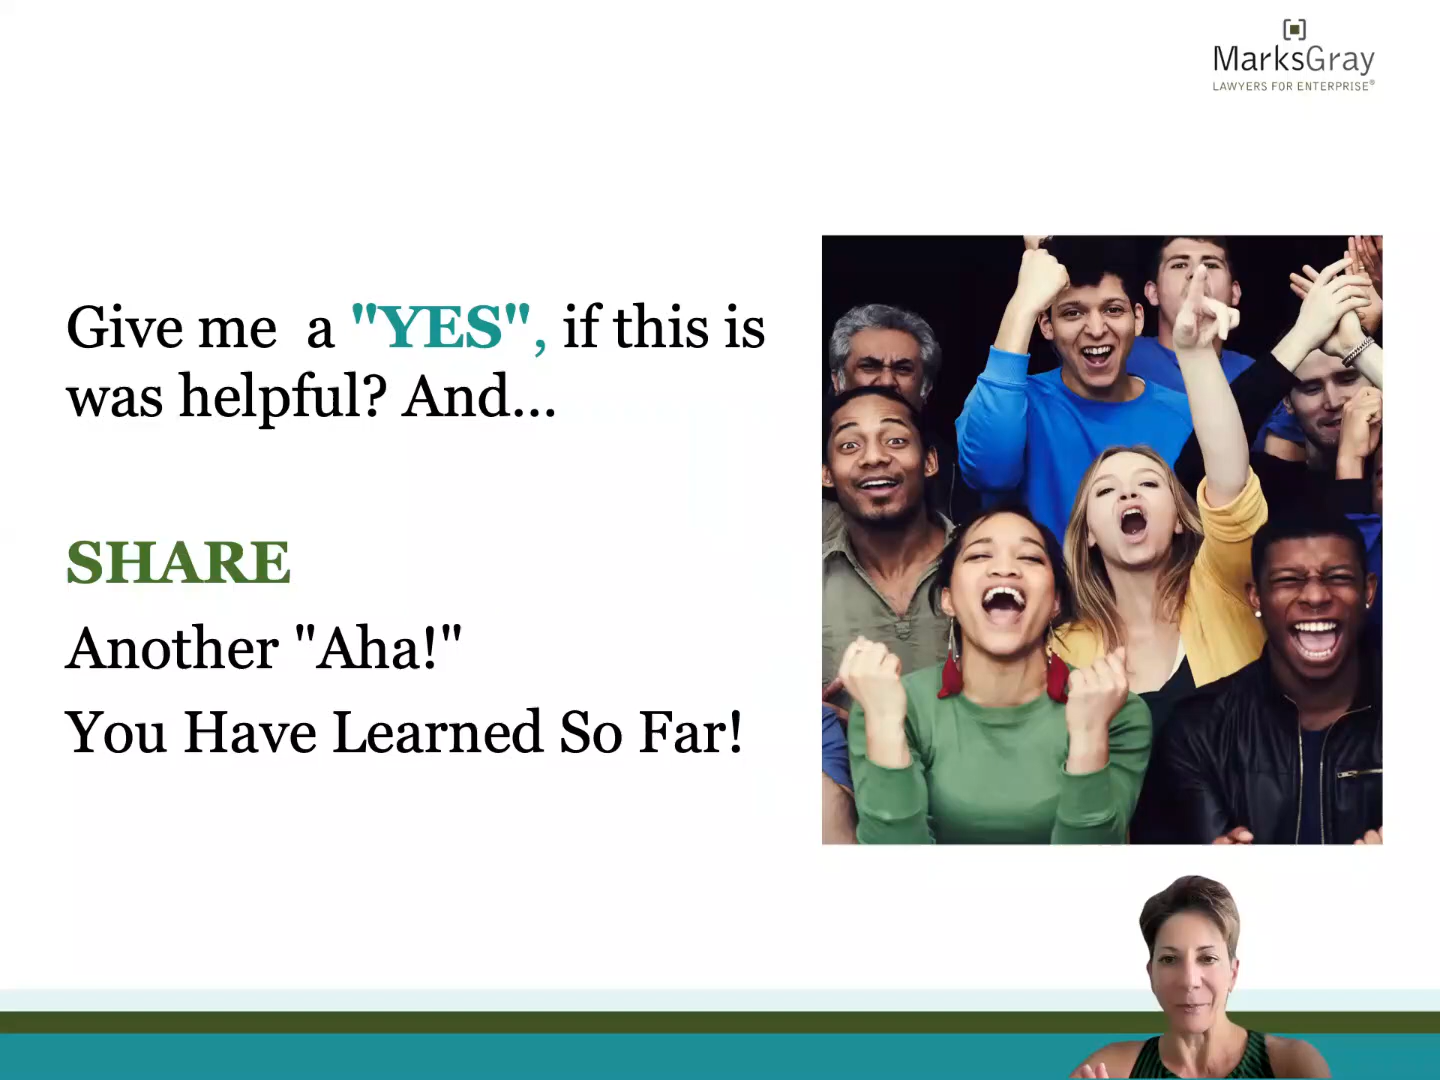 MarksGray
LAWYERS FOR ENTERPRISE®
Give me a "YES", if this is
was helpful? And...
SHARE
Another "Aha!"
You Have Learned So Far!